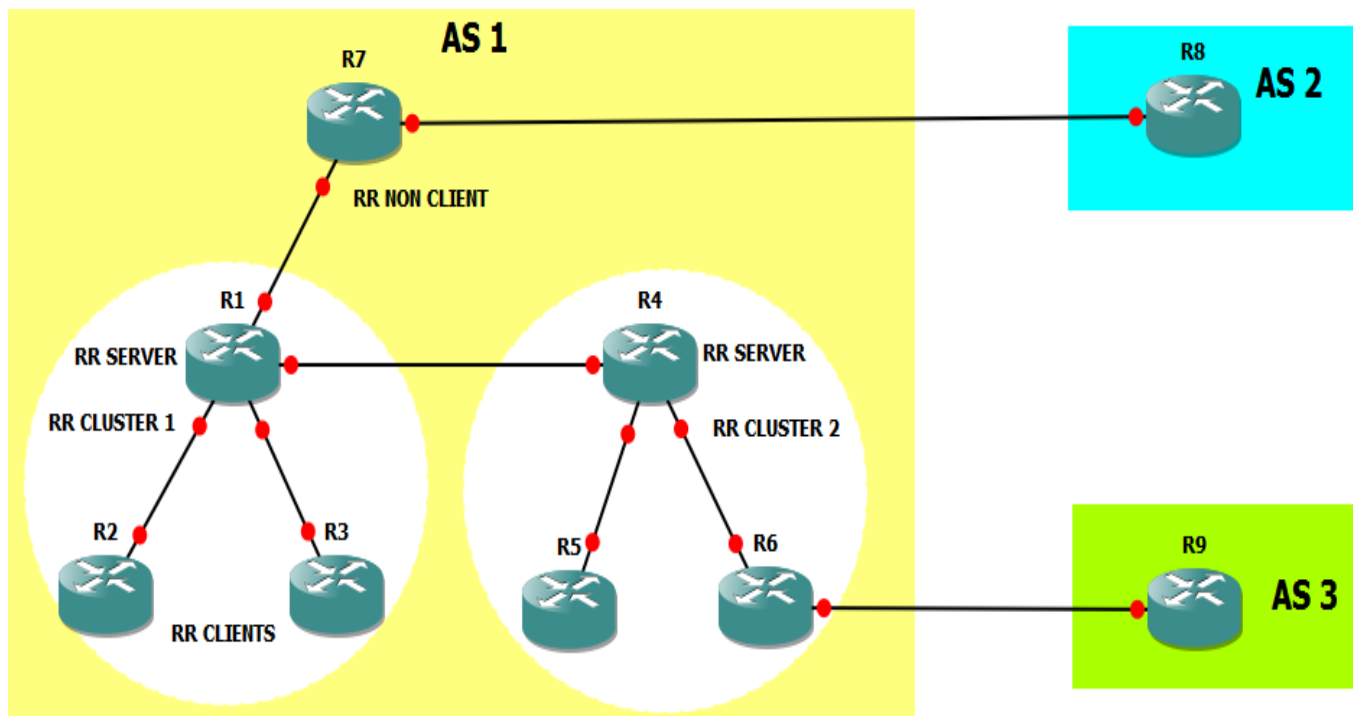 AS 1
R7
R8
AS 2
RR NON CLIENT
R1
R4
RR SERVER
RR SERVER
RR CLUSTER 1
RR CLUSTER 2
R2
R3
R5
R6
R9
AS 3
RR CLIENTS